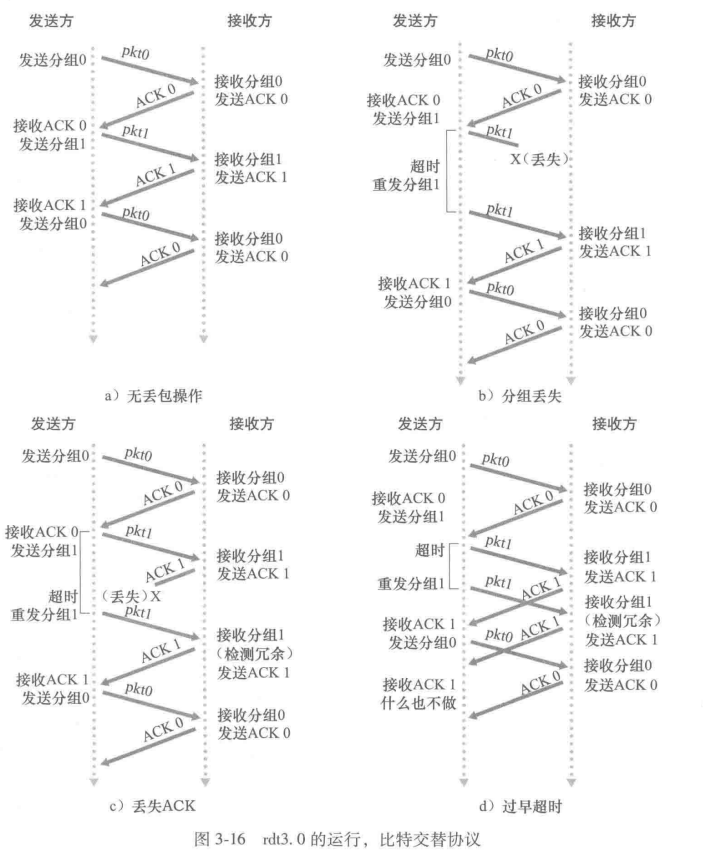 发送方
接收方
发送分组0
pkt0
接收分组0
发送ACK 0
ACK 0
接收ACK 0
发送分组1
pkt1
接收分组1
发送ACK 1
ACK 1
接收ACK 1
发送分组0
pkt0
接收分组0
发送ACK 0
ACK 0
a）无丢包操作
发送方
接收方
发送分组0
pkt0
接收分组0
发送ACK 0
ACK 0
接收ACK 0
发送分组1
pkt1
X（丢失）
超时
重发分组1
pkt1
接收分组1
发送ACK 1
ACK 1
接收ACK 1
发送分组0
pkt0
接收分组0
发送ACK 0
ACK 0
b）分组丢失
发送方
接收方
发送分组0
pkt0
接收分组0
发送ACK 0
ACK 0
接收ACK 0
发送分组1
pkt1
接收分组1
发送ACK 1
ACK 1
（丢失）X
超时
重发分组1
pkt1
接收分组1
（检测冗余）
发送ACK 1
ACK 1
接收ACK 1
发送分组0
pkt0
接收分组0
发送ACK 0
ACK 0
c）丢失ACK
发送方
接收方
发送分组0
pkt0
接收分组0
发送ACK 0
ACK 0
接收ACK 0
发送分组1
pkt1
超时
接收分组1
发送ACK 1
重发分组1
pkt1
ACK 1
接收分组1
（检测冗余）
发送ACK 1
接收ACK 1
发送分组0
pkt0
ACK 1
接收分组0
发送ACK 0
接收ACK 1
什么也不做
ACK 0
d）过早超时
图 3-16 rdt3. 0 的运行，比特交替协议